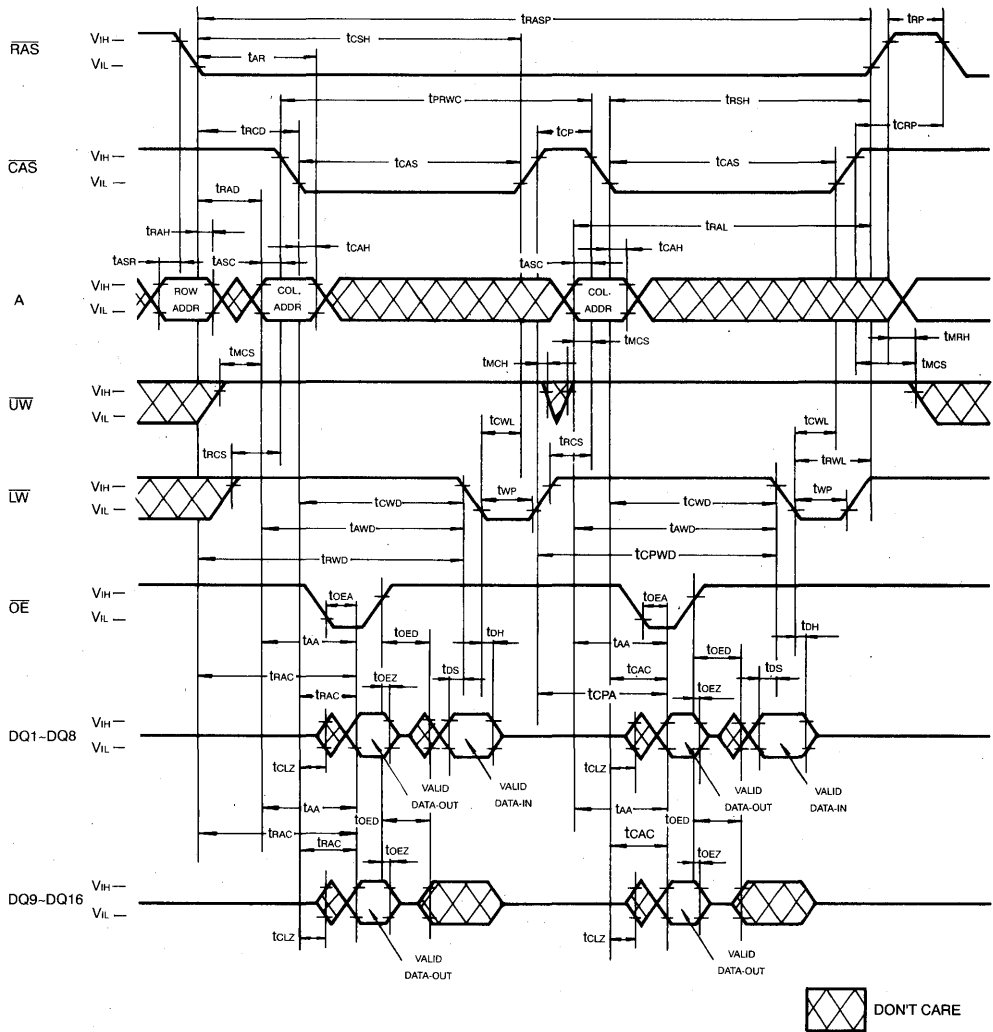 tRASP
tRP
RAS
VIH
VIL
tCSH
tAR
tPRWC
tRSH
tRCD
tCP
tCRP
CAS
VIH
VIL
tCAS
tCAS
tRAD
tRAH
tCAH
tRAL
tCAH
tASR
tASC
tASC
A
VIH
VIL
ROW
ADDR
COL.
ADDR
COL.
ADDR
tMCS
tMCH
tMCS
tMRH
tMCS
UW
VIH
VIL
tCWL
tCWL
tRCS
tRCS
tRWL
LW
VIH
VIL
tCWD
tWP
tCWD
tWP
tAWD
tAWD
tRWD
tCPWD
OE
VIH
VIL
tOEA
tOEA
tAA
tOED
tDH
tAA
tOED
tDH
tRAC
tDS
tCAC
tDS
tRAC
tOEZ
tCPA
tOEZ
DQ1~DQ8
VIH
VIL
tCLZ
VALID
DATA-OUT
VALID
DATA-IN
tCLZ
VALID
DATA-OUT
VALID
DATA-IN
tAA
tOED
tAA
tOED
tRAC
tCAC
tRAC
tOEZ
tOEZ
DQ9~DQ16
VIH
VIL
tCLZ
VALID
DATA-OUT
tCLZ
VALID
DATA-OUT
DON'T CARE